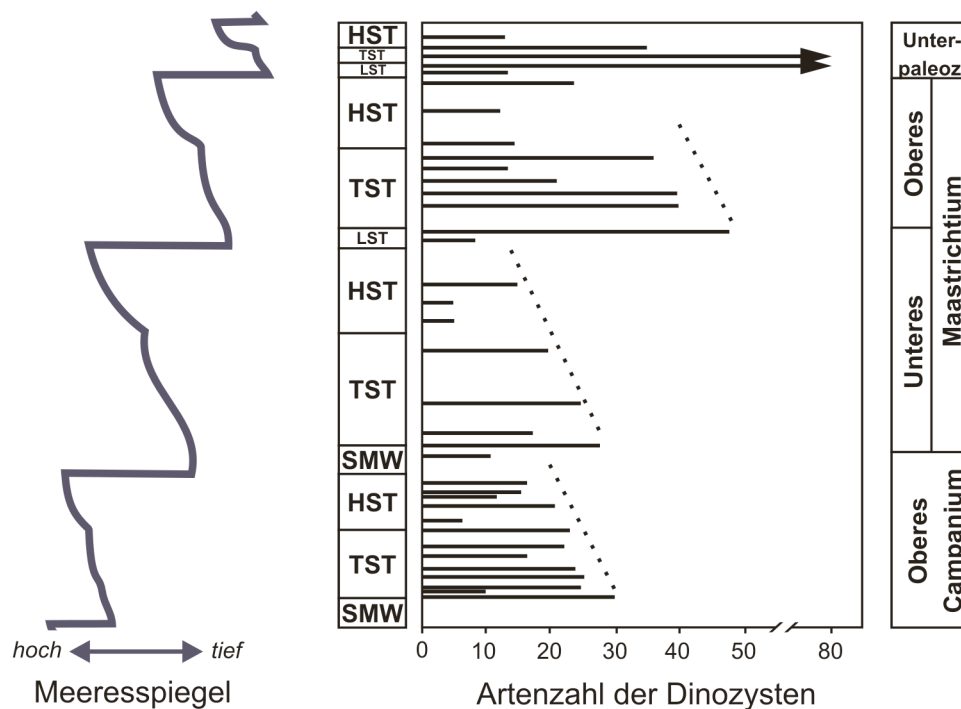 HST
TST
LST
HST
TST
LST
HST
TST
SMW
HST
TST
SMW
Unter-
paleoz
Oberes
Unteres
Maastrichtium
Oberes
Campanium
hoch
tief
Meeresspiegel
0
10
20
30
40
50
80
Artenzahl der Dinozysten